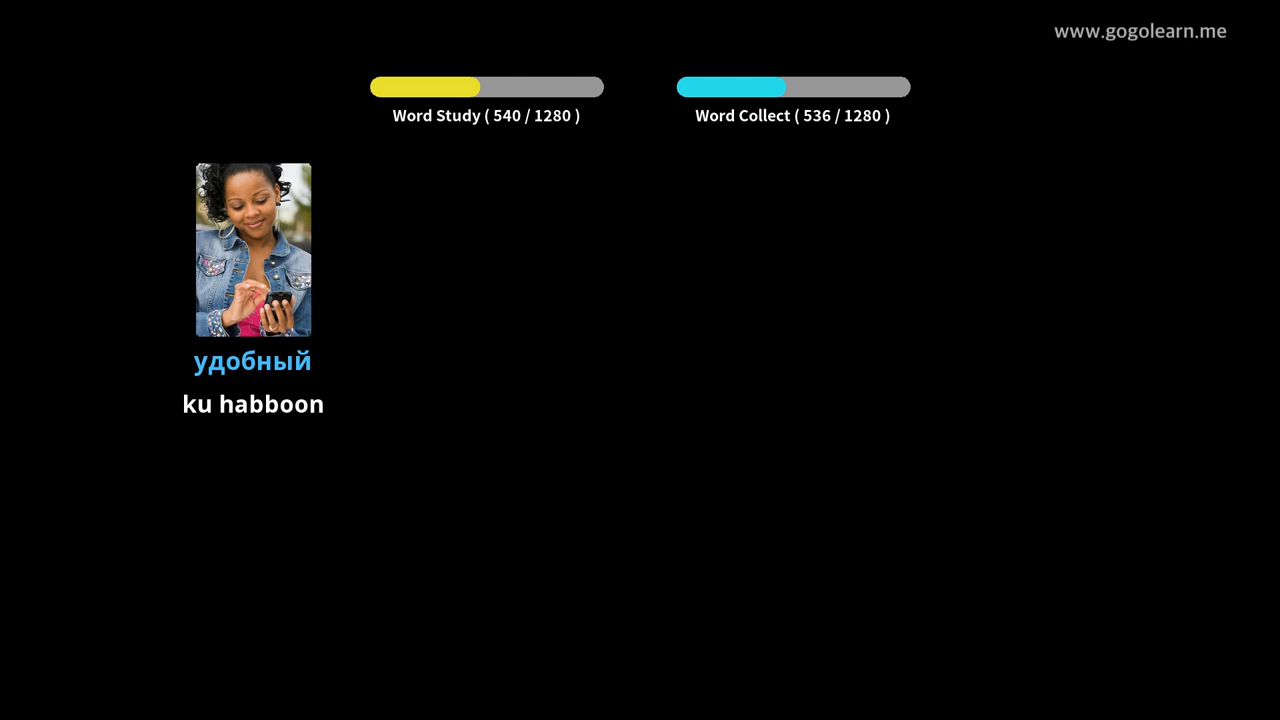 www.gogolearn.me
Word Study ( 540 / 1280 )
Word Collect ( 536 / 1280 )
удобный
ku habboon